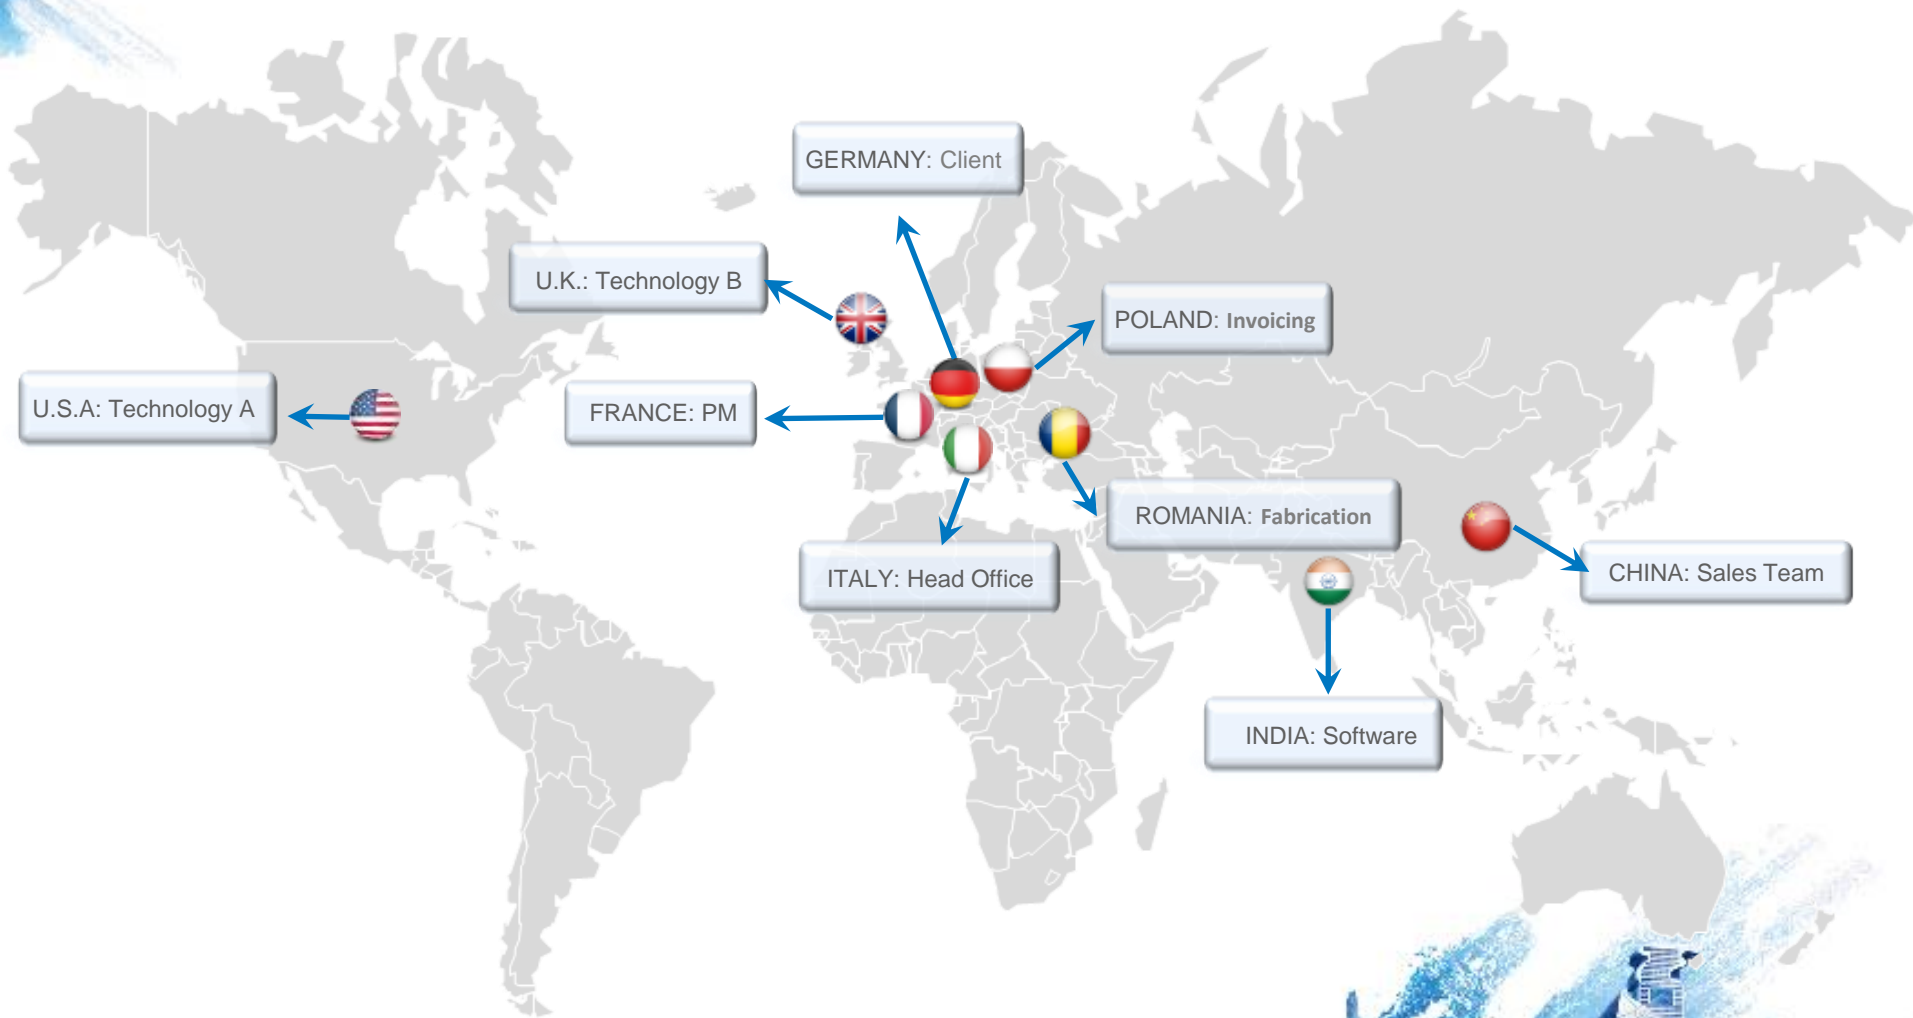 GERMANY: Client
U.K.: Technology B
POLAND: Invoicing
U.S.A: Technology A
FRANCE: PM
ROMANIA: Fabrication
ITALY: Head Office
CHINA: Sales Team
INDIA: Software